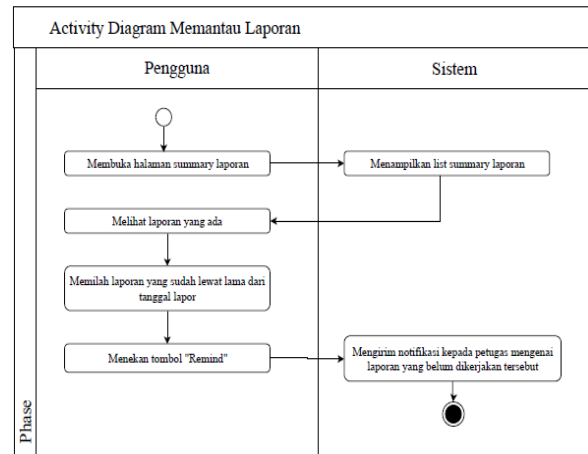 Activity Diagram Memantau Laporan
Pengguna
Sistem
Membuka halaman summary laporan
Menampilkan list summary laporan
Melihat laporan yang ada
Memilah laporan yang sudah lewat lama dari
tanggal lapor
Menekan tombol "Remind"
Mengirim notifikasi kepada petugas mengenai
laporan yang belum dikerjakan tersebut
Phase